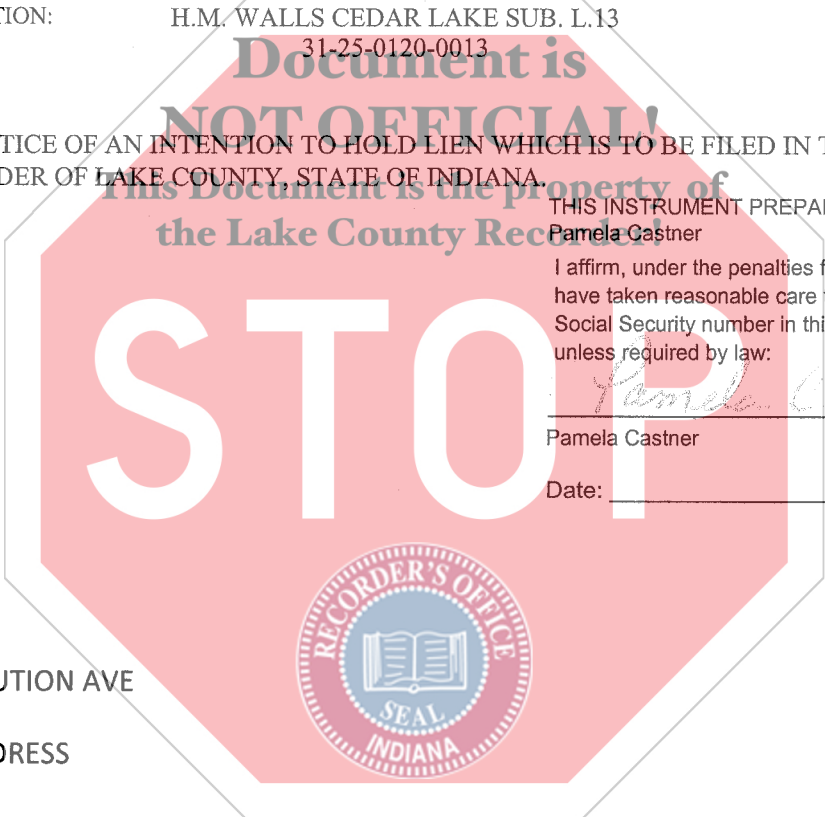 TION: H.M. WALLS CEDAR LAKE SUB. L.13
31-25-0120-0013
Document is
NOT OFFICIAL!
TICE OF AN INTENTION TO HOLD LIEN WHICH IS TO BE FILED IN T
DER OF LAKE COUNTY, STATE OF INDIANA.
This Document is the property of
the Lake County Recorder!
THIS INSTRUMENT PREPA
Pamela Castner
I affirm, under the penalties f
have taken reasonable care
Social Security number in thi
unless required by law:
Pamela C
Pamela Castner
Date:
STOP
RECORDER'S OFFICE
SEAL
INDIANA
UTION AVE
DRESS